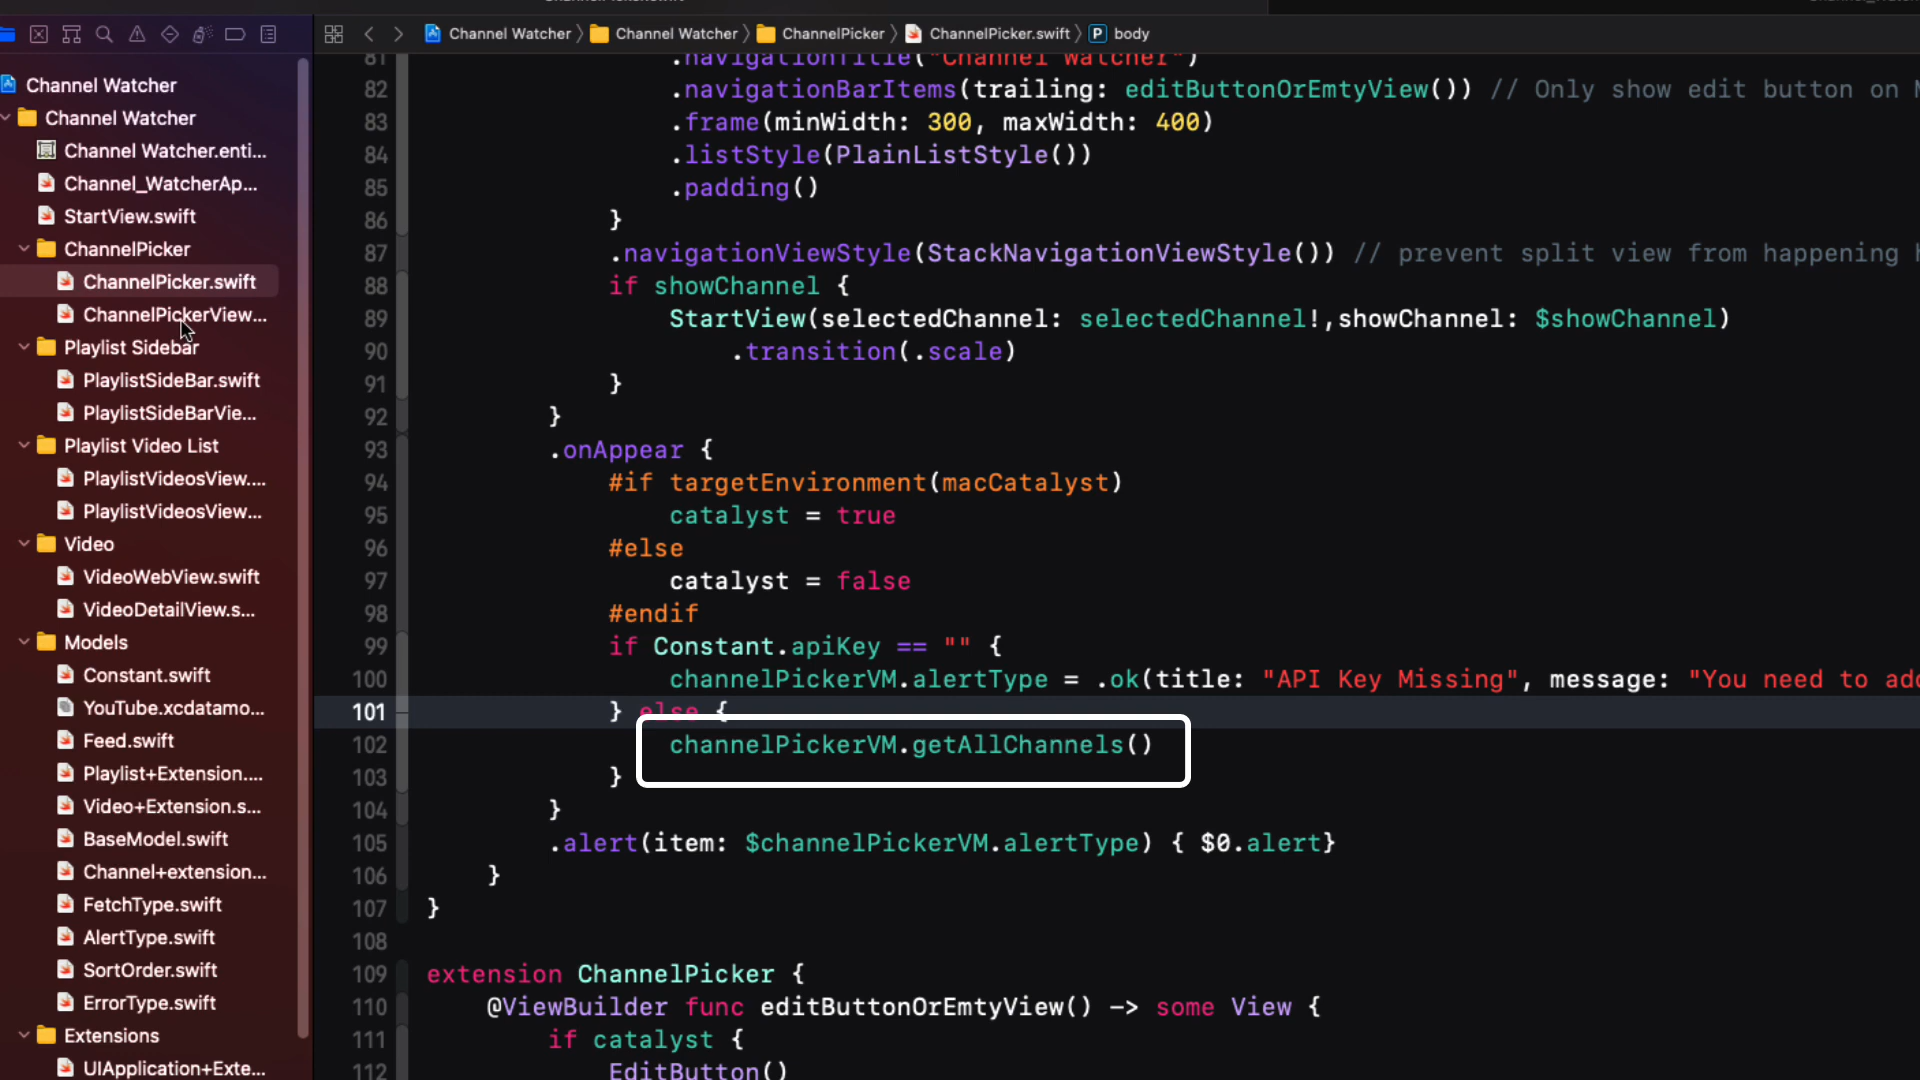 Channel Watcher
Channel Watcher
ChannelPicker
ChannelPicker.swift
P body
Channel Watcher
Channel Watcher
Channel Watcher.enti...
Channel_WatcherAp...
StartView.swift
ChannelPicker
ChannelPicker.swift
ChannelPickerView...
Playlist Sidebar
PlaylistSideBar.swift
PlaylistSideBarVie...
Playlist Video List
PlaylistVideosView....
PlaylistVideosView...
Video
VideoWebView.swift
VideoDetailView.s...
Models
Constant.swift
YouTube.xcdatamo...
Feed.swift
Playlist+Extension....
Video+Extension.s...
BaseModel.swift
Channel+extension...
FetchType.swift
AlertType.swift
SortOrder.swift
ErrorType.swift
Extensions
UIApplication+Exte...
81 .navigationTitle("Channel Watcher")
82 .navigationBarItems(trailing: editButtonOrEmtyView()) // Only show edit button on
83 .frame(minWidth: 300, maxWidth: 400)
84 .listStyle(PlainListStyle())
85 .padding()
86 }
87 .navigationViewStyle(StackNavigationViewStyle()) // prevent split view from happening
88 if showChannel {
89 StartView(selectedChannel: selectedChannel!,showChannel: $showChannel)
90 .transition(.scale)
91 }
92 }
93 .onAppear {
94 #if targetEnvironment(macCatalyst)
95 catalyst = true
96 #else
97 catalyst = false
98 #endif
99 if Constant.apiKey == "" {
100 channelPickerVM.alertType = .ok(title: "API Key Missing", message: "You need to
101 } else {
102 channelPickerVM.getAllChannels()
103 }
104 }
105 .alert(item: $channelPickerVM.alertType) { $0.alert}
106 }
107 }
108
109 extension ChannelPicker {
110 @ViewBuilder func editButtonOrEmtyView() -> some View {
111 if catalyst {
112 EditButton()